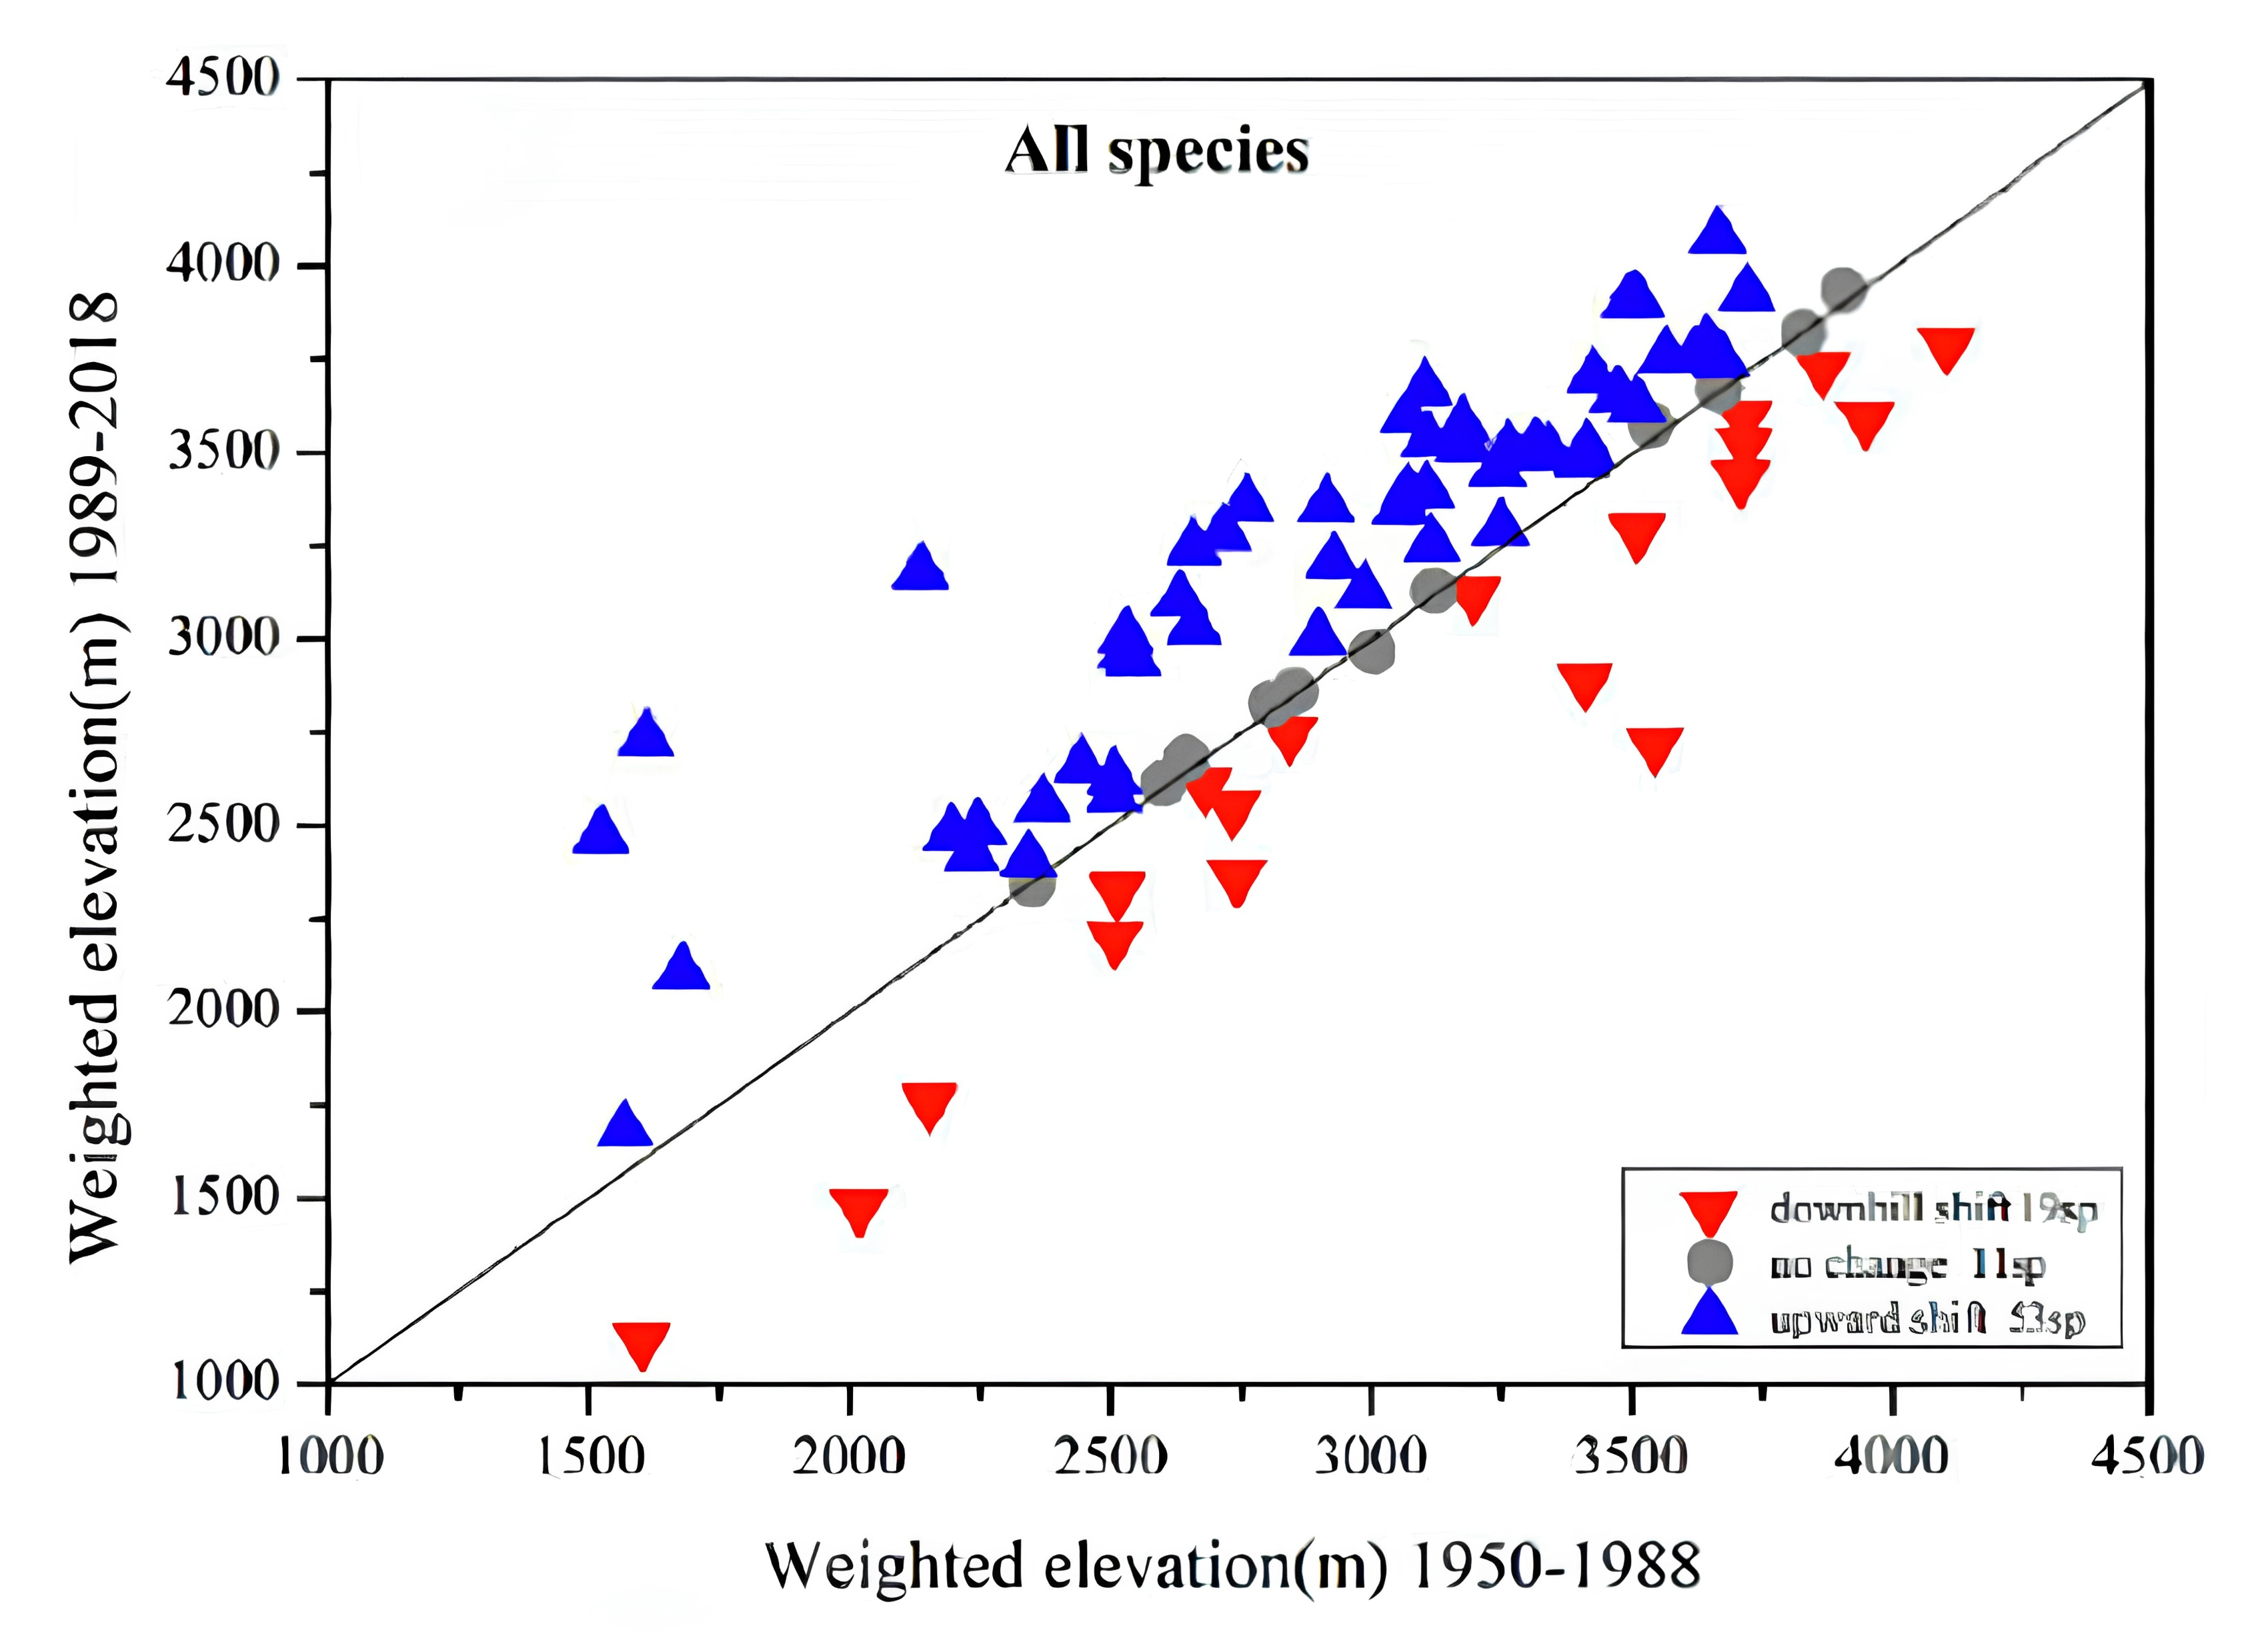 All species
4500
4000
3500
3000
2500
2000
1500
1000
Weighted elevation(m) 1989-2018
downhill shift 19sp
no change 11sp
upward shift
1000 1500 2000 2500 3000 3500 4000 4500
Weighted elevation(m) 1950-1988